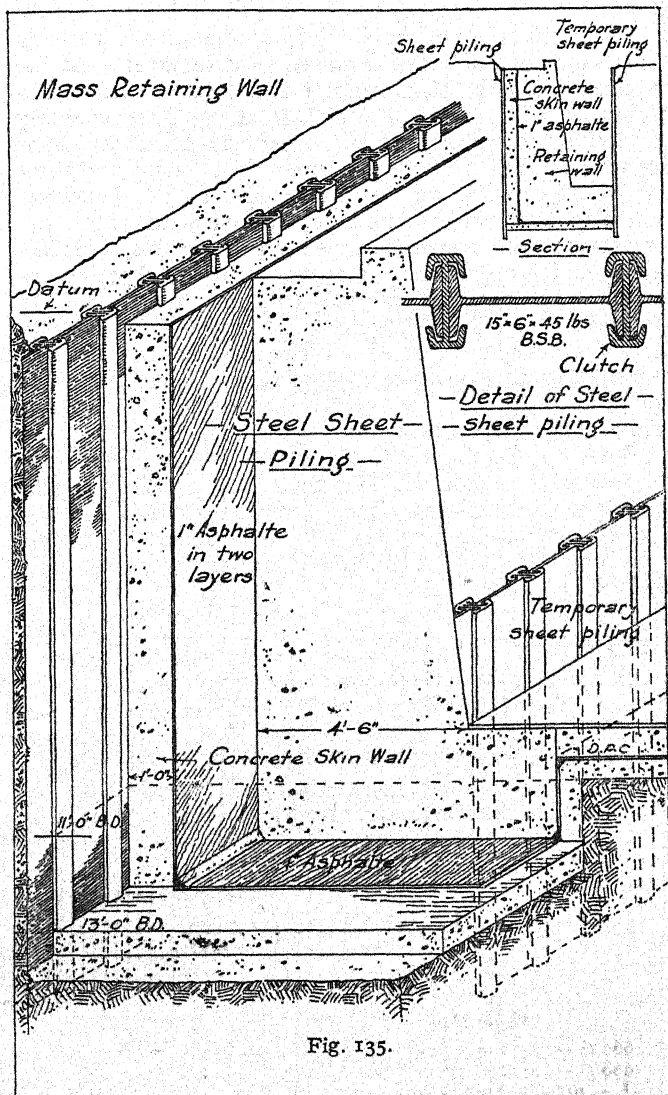 Mass Retaining Wall
Sheet piling
Temporary
sheet piling
Concrete
skin wall
1" asphalte
Retaining
wall
Section
Datum
15"× 6"× 45 lbs
B.S.B.
Clutch
Detail of Steel
sheet piling
Steel Sheet
Piling
1" Asphalte
in two
layers
Temporary
sheet piling
4'-6"
D.P.C
Concrete Skin Wall
1'-0"
11'-0" B.D.
1" Asphalte
13'-0" B.D.
Fig. 135.